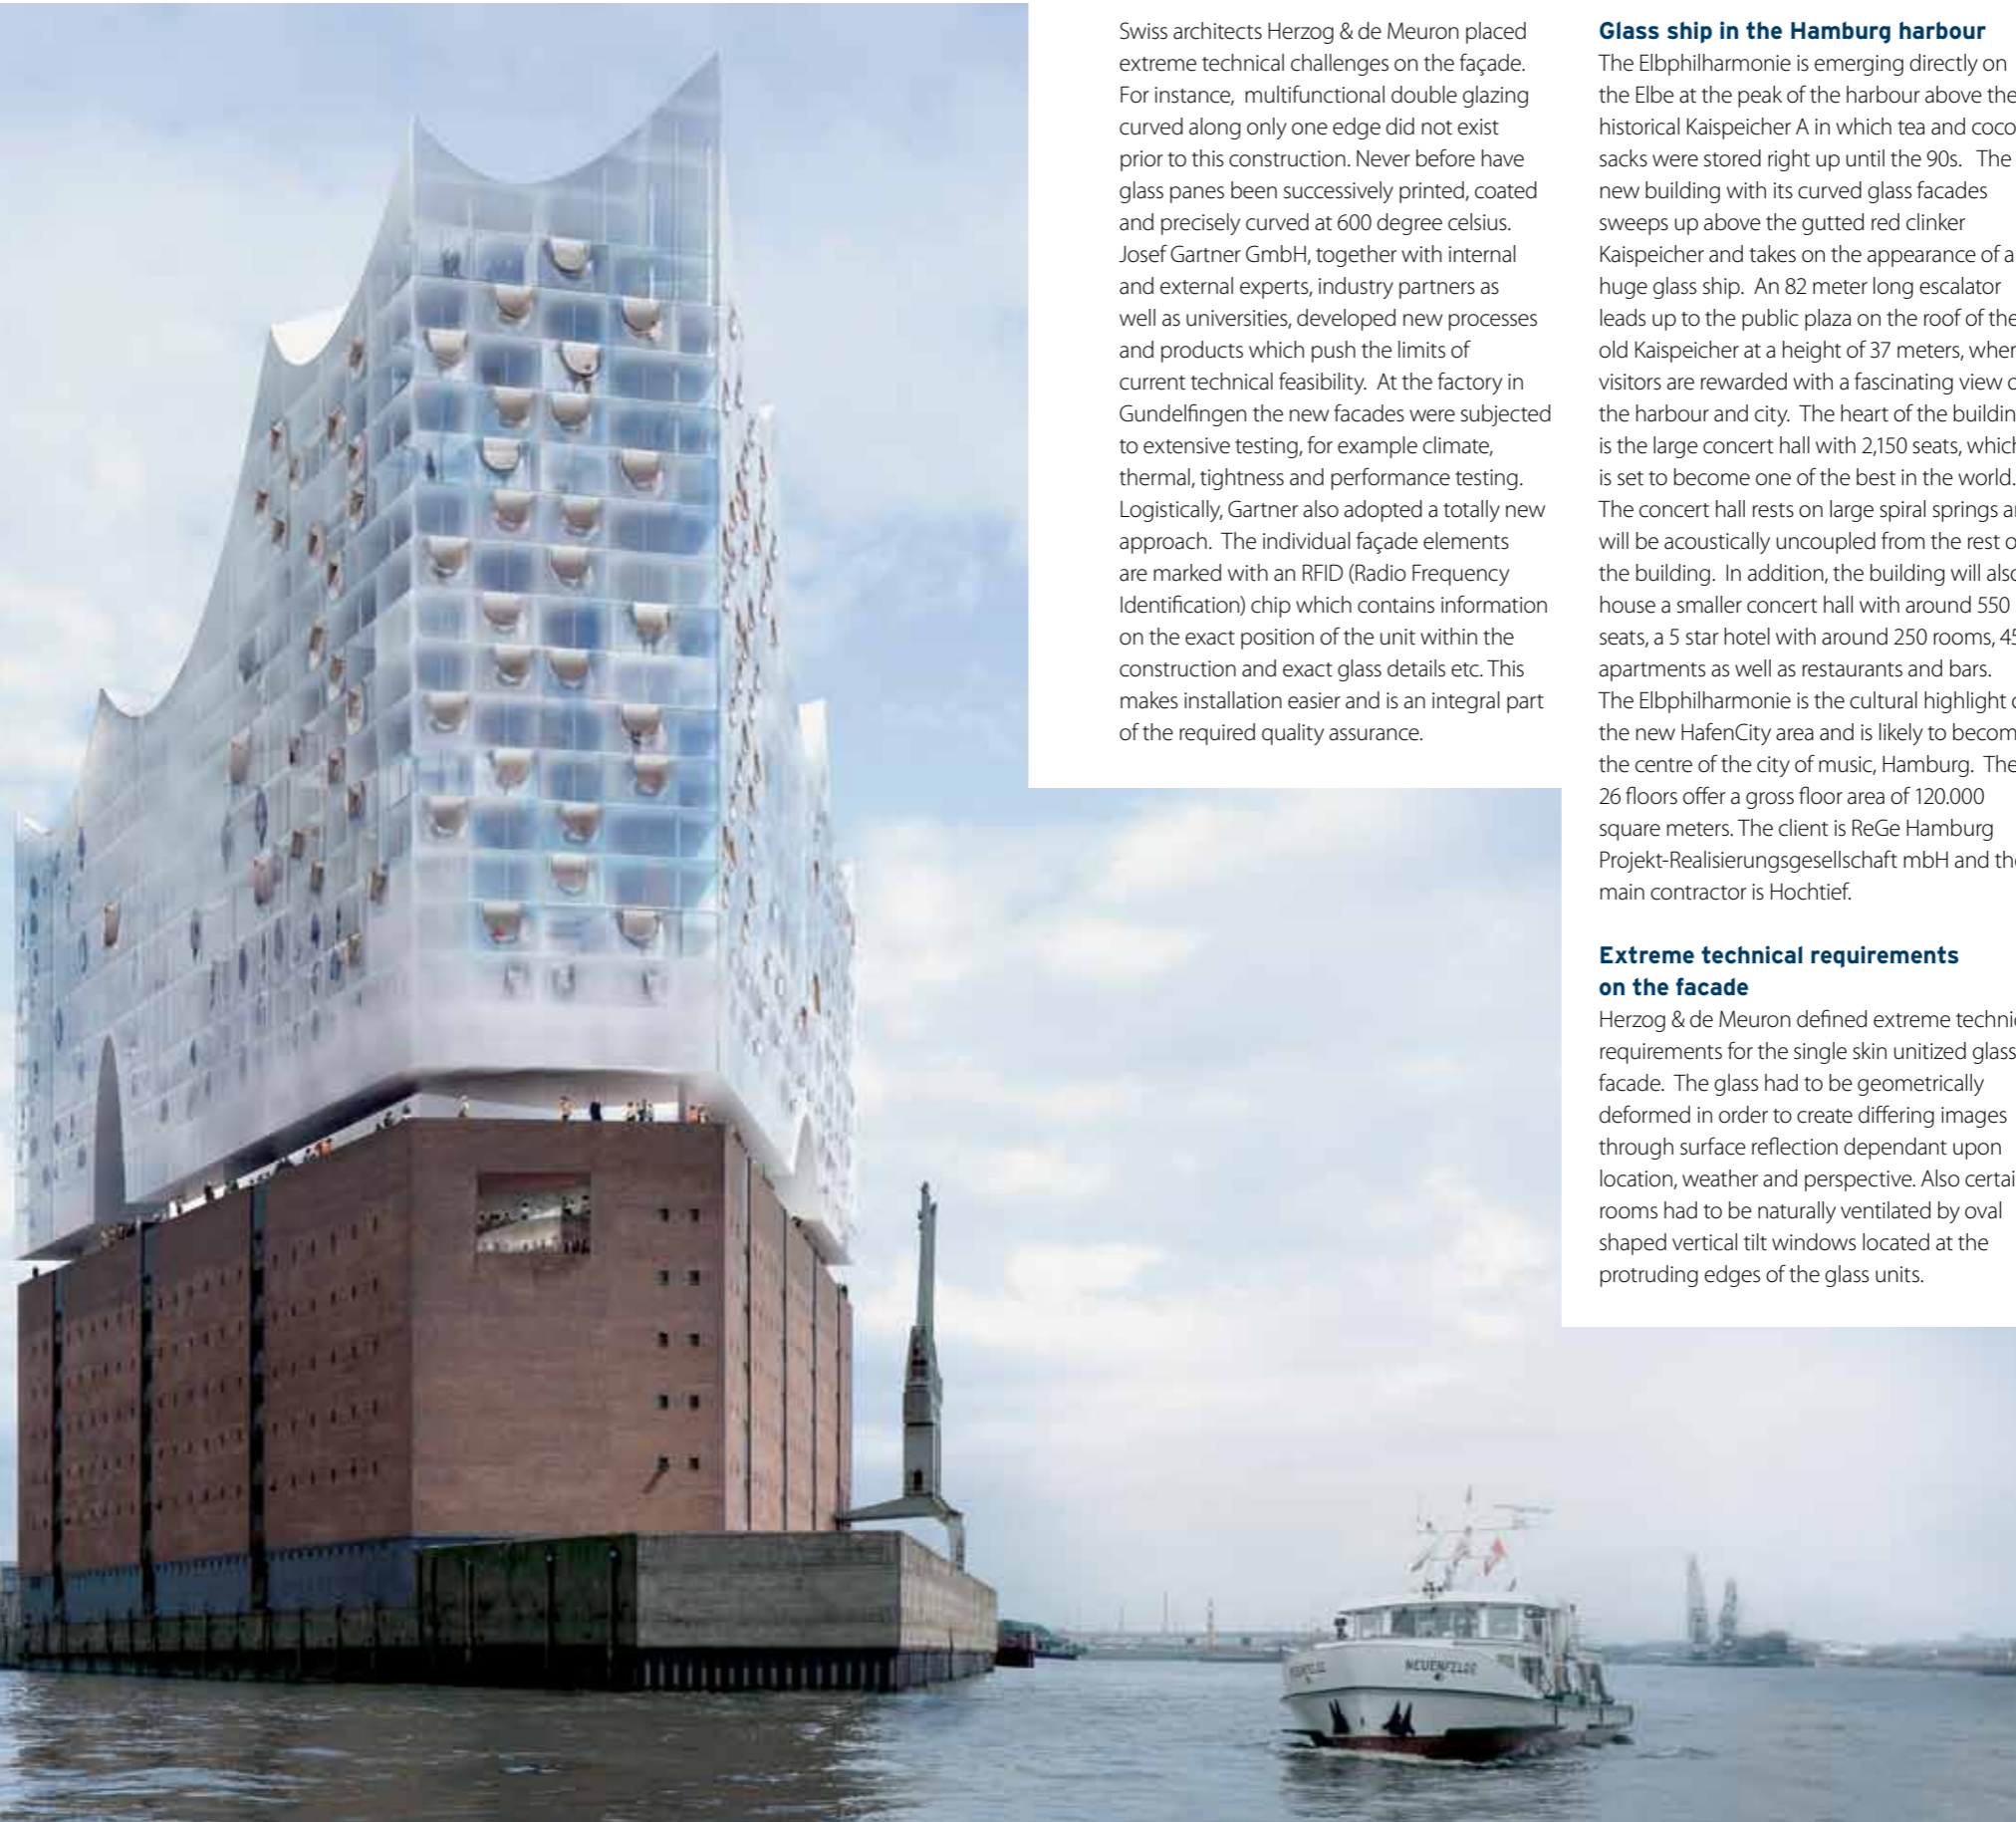 Swiss architects Herzog & de Meuron placed
extreme technical challenges on the façade.
For instance,  multifunctional double glazing
curved along only one edge did not exist
prior to this construction. Never before have
glass panes been successively printed, coated
and precisely curved at 600 degree celsius.
Josef Gartner GmbH, together with internal
and external experts, industry partners as
well as universities, developed new processes
and products which push the limits of
current technical feasibility.  At the factory in
Gundelfingen the new facades were subjected
to extensive testing, for example climate,
thermal, tightness and performance testing.
Logistically, Gartner also adopted a totally new
approach.  The individual façade elements
are marked with an RFID (Radio Frequency
Identification) chip which contains information
on the exact position of the unit within the
construction and exact glass details etc. This
makes installation easier and is an integral part
of the required quality assurance.
Glass ship in the Hamburg harbour
The Elbphilharmonie is emerging directly on
the Elbe at the peak of the harbour above the
historical Kaispeicher A in which tea and coco
sacks were stored right up until the 90s.  The
new building with its curved glass facades
sweeps up above the gutted red clinker
Kaispeicher and takes on the appearance of a
huge glass ship.  An 82 meter long escalator
leads up to the public plaza on the roof of the
old Kaispeicher at a height of 37 meters, wher
visitors are rewarded with a fascinating view
the harbour and city.  The heart of the buildin
is the large concert hall with 2,150 seats, which
is set to become one of the best in the world.
The concert hall rests on large spiral springs
will be acoustically uncoupled from the rest
the building.  In addition, the building will also
house a smaller concert hall with around 550
seats, a 5 star hotel with around 250 rooms, 45
apartments as well as restaurants and bars.
The Elbphilharmonie is the cultural highlight
the new HafenCity area and is likely to becom
the centre of the city of music, Hamburg.  The
26 floors offer a gross floor area of 120.000
square meters. The client is ReGe Hamburg
Projekt-Realisierungsgesellschaft mbH and the
main contractor is Hochtief.
Extreme technical requirements
on the facade
Herzog & de Meuron defined extreme techni
requirements for the single skin unitized glass
facade.  The glass had to be geometrically
deformed in order to create differing images
through surface reflection dependant upon
location, weather and perspective. Also certai
rooms had to be naturally ventilated by oval
shaped vertical tilt windows located at the
protruding edges of the glass units.
NEUENFELDE